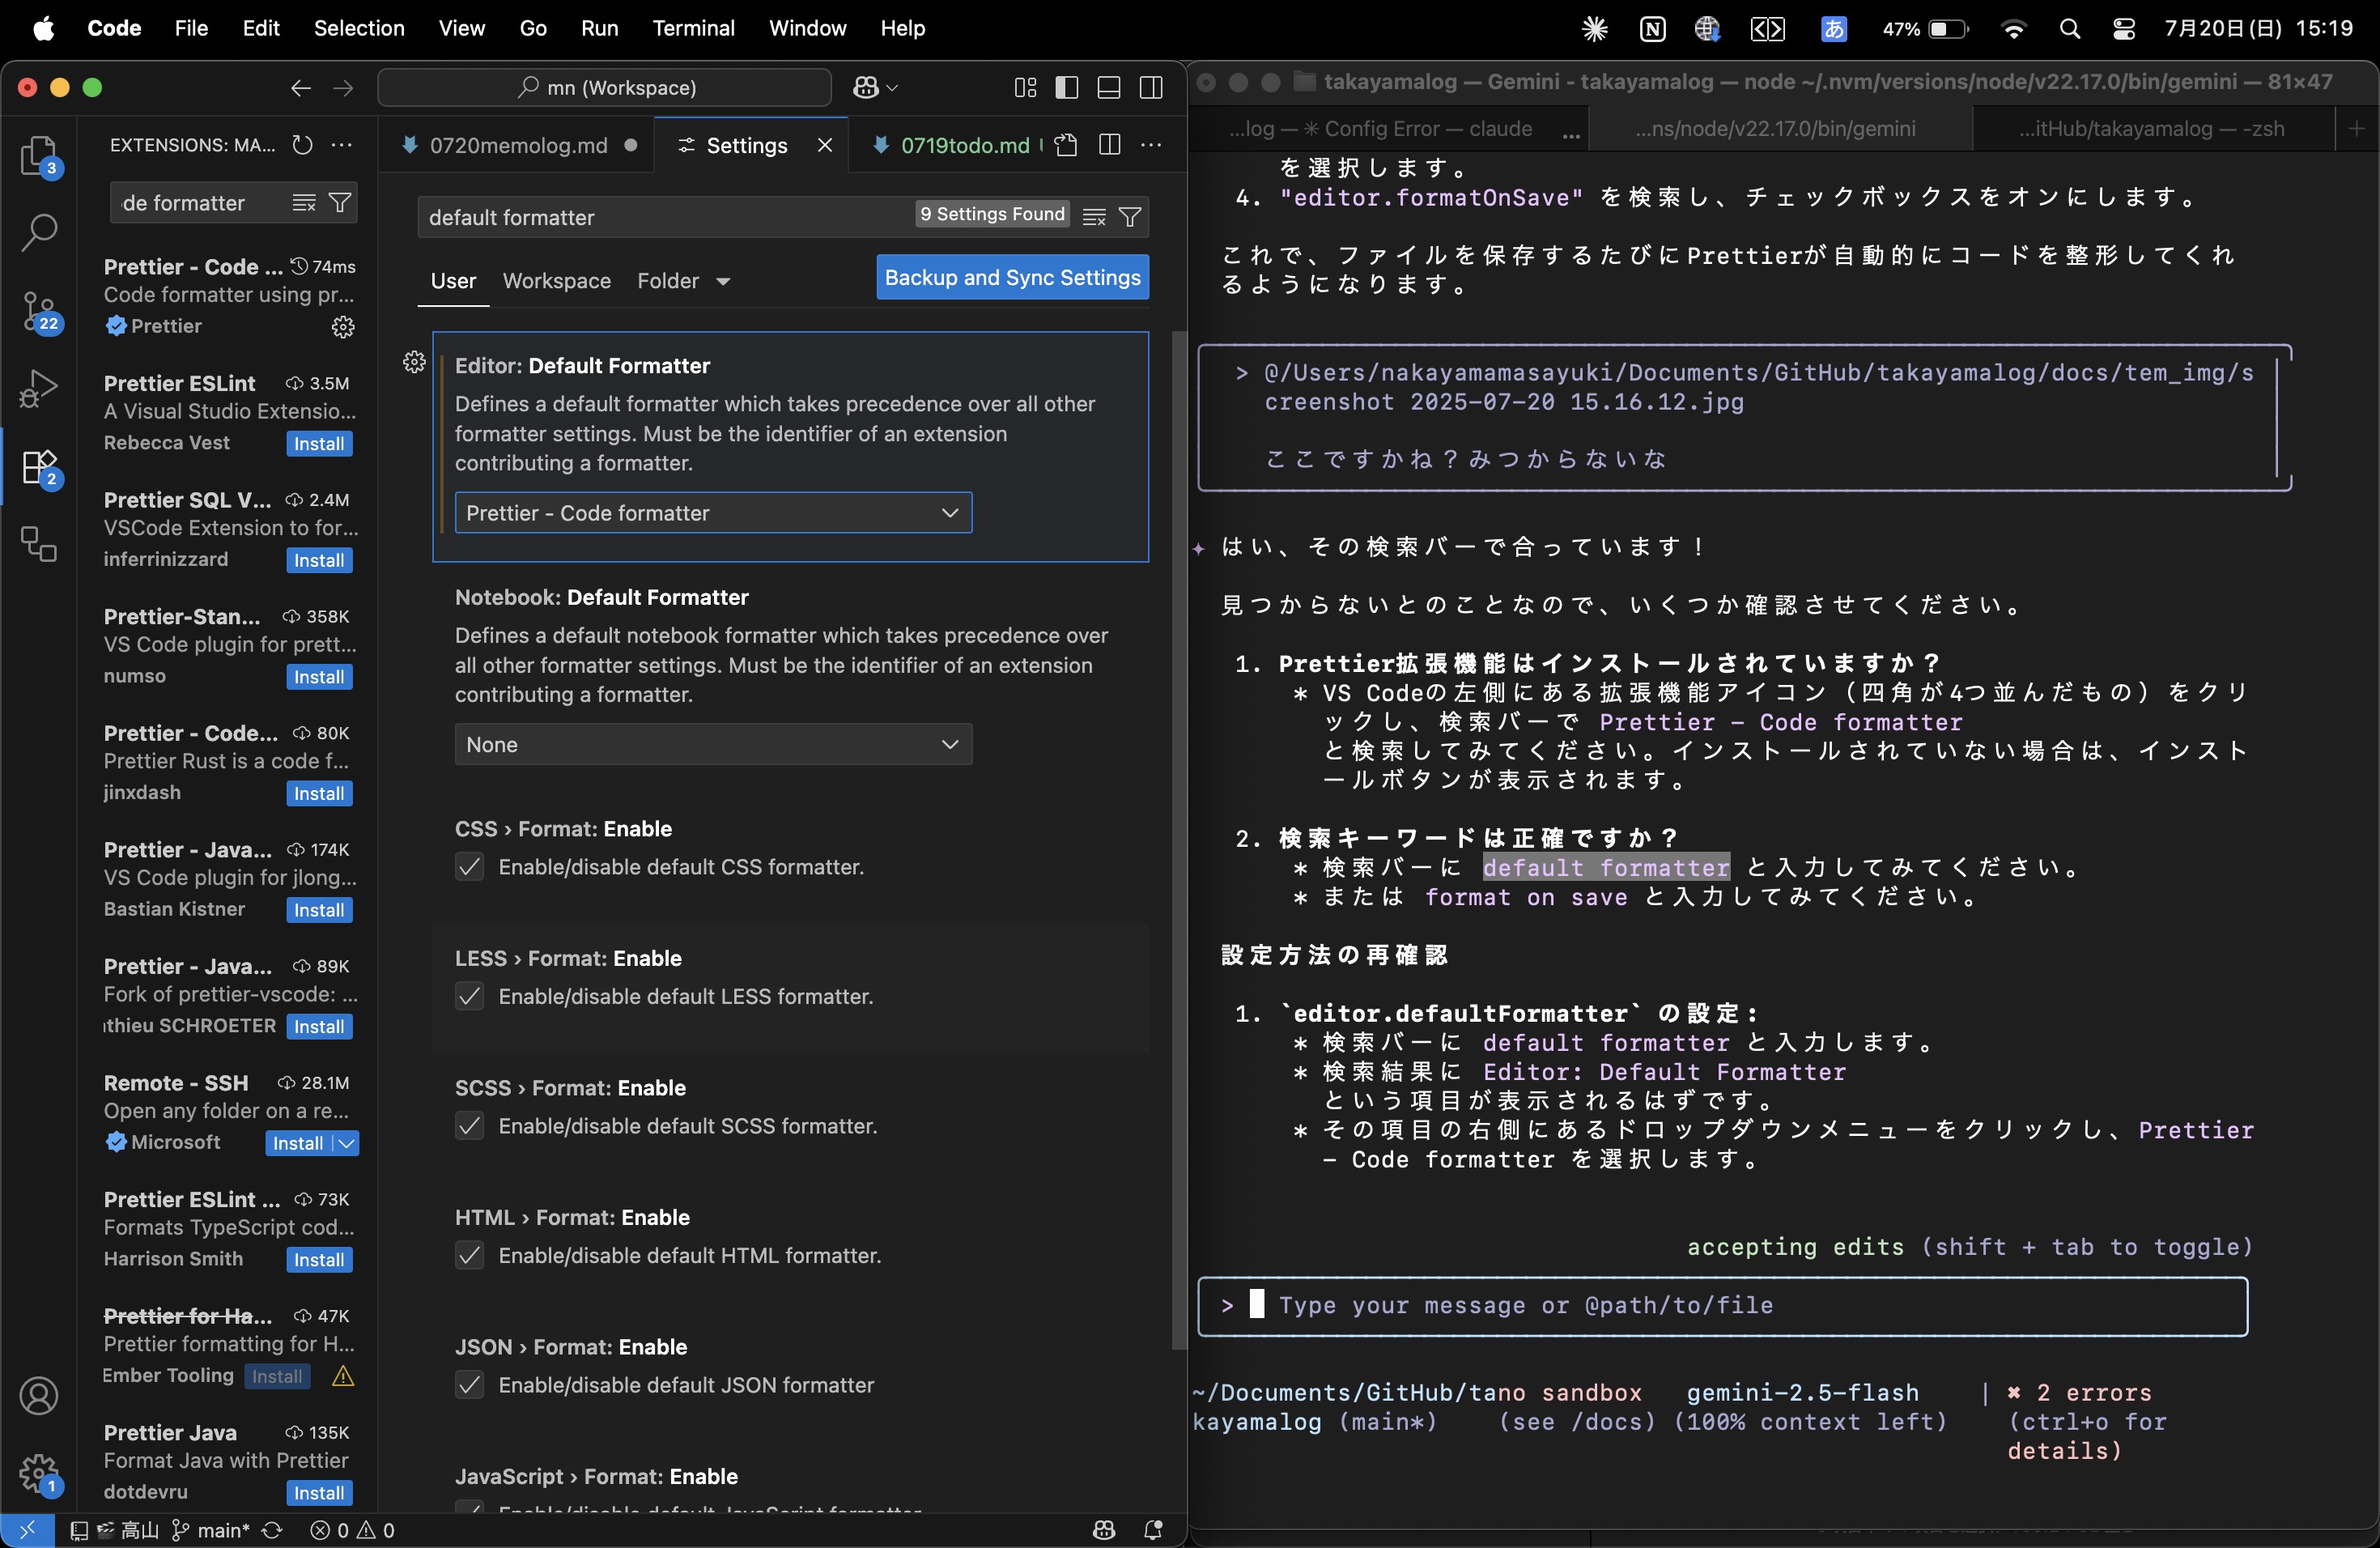 Code File Edit Selection View Go Run Terminal Window Help
あ 47% 7月20日(日) 15:19
mn (Workspace)
EXTENSIONS: MA...
0720memolog.md
Settings
0719todo.md
de formatter
Prettier - Code ... 74ms
Code formatter using pr...
Prettier
Prettier ESLint 3.5M
A Visual Studio Extensio...
Rebecca Vest Install
Prettier SQL V... 2.4M
VSCode Extension to for...
inferrinizzard Install
Prettier-Stan... 358K
VS Code plugin for prett...
numso Install
Prettier - Code... 80K
Prettier Rust is a code f...
jinxdash Install
Prettier - Java... 174K
VS Code plugin for jlong...
Bastian Kistner Install
Prettier - Java... 89K
Fork of prettier-vscode: ...
thieu SCHROETER Install
Remote - SSH 28.1M
Open any folder on a re...
Microsoft Install
Prettier ESLint ... 73K
Formats TypeScript cod...
Harrison Smith Install
Prettier for Ha... 47K
Prettier formatting for H...
Ember Tooling Install
Prettier Java 135K
Format Java with Prettier
dotdevru Install
3
22
2
1
default formatter 9 Settings Found
User Workspace Folder Backup and Sync Settings
Editor: Default Formatter
Defines a default formatter which takes precedence over all other
formatter settings. Must be the identifier of an extension
contributing a formatter.
Prettier - Code formatter
Notebook: Default Formatter
Defines a default notebook formatter which takes precedence over
all other formatter settings. Must be the identifier of an extension
contributing a formatter.
None
CSS › Format: Enable
Enable/disable default CSS formatter.
LESS › Format: Enable
Enable/disable default LESS formatter.
SCSS › Format: Enable
Enable/disable default SCSS formatter.
HTML › Format: Enable
Enable/disable default HTML formatter.
JSON › Format: Enable
Enable/disable default JSON formatter
JavaScript › Format: Enable
Enable/disable default JavaScript formatter
高山 main* 0 0
takayamalog — Gemini - takayamalog — node ~/.nvm/versions/node/v22.17.0/bin/gemini — 81×47
...log — ✳ Config Error — claude ...
...ns/node/v22.17.0/bin/gemini
...itHub/takayamalog — -zsh
を選択します。
4. "editor.formatOnSave" を検索し、チェックボックスをオンにします。
これで、ファイルを保存するたびにPrettierが自動的にコードを整形してくれ
るようになります。
> @/Users/nakayamamasayuki/Documents/GitHub/takayamalog/docs/tem_img/s
creenshot 2025-07-20 15.16.12.jpg
ここですかね？みつからないな
✦ はい、その検索バーで合っています！
見つからないとのことなので、いくつか確認させてください。
1. Prettier拡張機能はインストールされていますか？
* VS Codeの左側にある拡張機能アイコン（四角が4つ並んだもの）をクリ
ックし、検索バーで Prettier - Code formatter
と検索してみてください。インストールされていない場合は、インスト
ールボタンが表示されます。
2. 検索キーワードは正確ですか？
* 検索バーに default formatter と入力してみてください。
* または format on save と入力してみてください。
設定方法の再確認
1. `editor.defaultFormatter` の設定:
* 検索バーに default formatter と入力します。
* 検索結果に Editor: Default Formatter
という項目が表示されるはずです。
* その項目の右側にあるドロップダウンメニューをクリックし、Prettier
- Code formatter を選択します。
accepting edits (shift + tab to toggle)
> Type your message or @path/to/file
~/Documents/GitHub/tano sandbox gemini-2.5-flash | ✖ 2 errors
kayamalog (main*) (see /docs) (100% context left) (ctrl+o for
details)